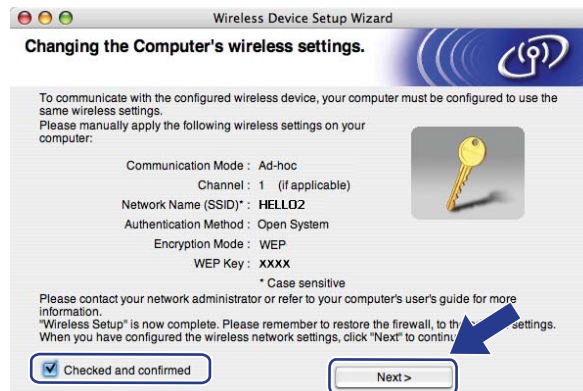 Wireless Device Setup Wizard
Changing the Computer's wireless settings.
To communicate with the configured wireless device, your computer must be configured to use the
same wireless settings.
Please manually apply the following wireless settings on your
computer:
Communication Mode : Ad-hoc
Channel : 1 (if applicable)
Network Name (SSID)* : HELLO2
Authentication Method : Open System
Encryption Mode : WEP
WEP Key : XXXX
* Case sensitive
Please contact your network administrator or refer to your computer's user's guide for more
information.
"Wireless Setup" is now complete. Please remember to restore the firewall, to the settings.
When you have configured the wireless network settings, click "Next" to
Checked and confirmed
Next >